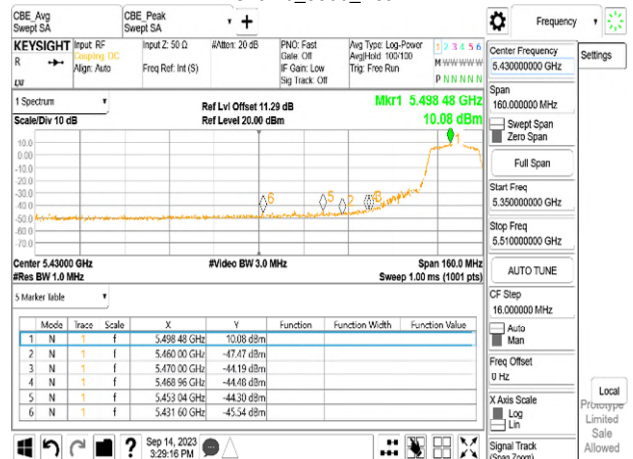 CBE_Avg
Swept SA
CBE_Peak
Swept SA
Frequency
KEYSIGHT
R
Input: RF
Coupling: DC
Align: Auto
Input Z: 50 Ω
Freq Ref: Int (S)
#Atten: 20 dB
PNO: Fast
Gate: Off
IF Gain: Low
Sig Track: Off
Avg Type: Log-Power
Avg|Hold: 100/100
Trig: Free Run
1 2 3 4 5 6
M W W W W W
P N N N N N
LXI
1 Spectrum
Scale/Div 10 dB
Ref Lvl Offset 11.29 dB
Ref Level 20.00 dBm
Mkr1 5.498 48 GHz
10.08 dBm
10.0
0.00
-10.0
-20.0
-30.0
-40.0
-50.0
-60.0
-70.0
1
6
5
2
Center 5.43000 GHz
#Res BW 1.0 MHz
#Video BW 3.0 MHz
Span 160.0 MHz
Sweep 1.00 ms (1001 pts)
5 Marker Table
Mode Trace Scale X Y Function Function Width Function Value
1 N 1 f 5.498 48 GHz 10.08 dBm
2 N 1 f 5.460 00 GHz -47.47 dBm
3 N 1 f 5.470 00 GHz -44.19 dBm
4 N 1 f 5.468 96 GHz -44.48 dBm
5 N 1 f 5.453 04 GHz -44.30 dBm
6 N 1 f 5.431 60 GHz -45.54 dBm
Sep 14, 2023
3:29:16 PM
Center Frequency
5.430000000 GHz
Span
160.000000 MHz
Swept Span
Zero Span
Full Span
Start Freq
5.350000000 GHz
Stop Freq
5.510000000 GHz
AUTO TUNE
CF Step
16.000000 MHz
Auto
Man
Freq Offset
0 Hz
X Axis Scale
Log
Lin
Signal Track
(Span Zoom)
Settings
Local
Prototype
Limited
Sale
Allowed